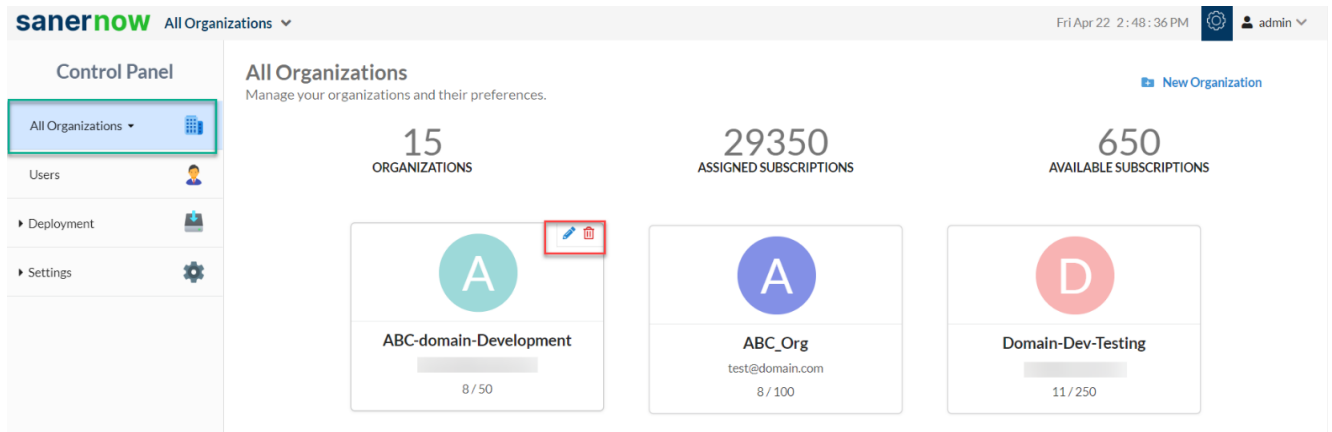 sanernow All Organizations
Fri Apr 22 2:48:36 PM admin
Control Panel
All Organizations
Users
Deployment
Settings
All Organizations
Manage your organizations and their preferences.
New Organization
15
ORGANIZATIONS
29350
ASSIGNED SUBSCRIPTIONS
650
AVAILABLE SUBSCRIPTIONS
A
ABC-domain-Development
8 / 50
A
ABC_Org
test@domain.com
8 / 100
D
Domain-Dev-Testing
11 / 250